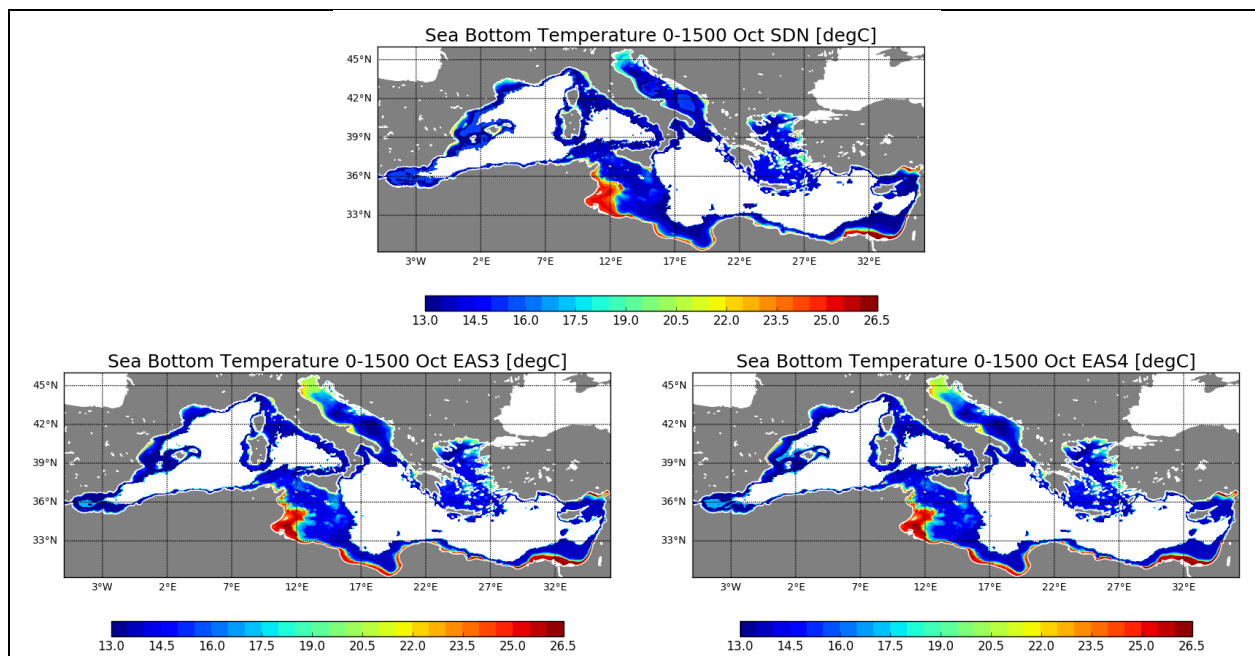 Sea Bottom Temperature 0-1500 Oct SDN [degC]
45°N
42°N
39°N
36°N
33°N
3°W 2°E 7°E 12°E 17°E 22°E 27°E 32°E
13.0 14.5 16.0 17.5 19.0 20.5 22.0 23.5 25.0 26.5
Sea Bottom Temperature 0-1500 Oct EAS3 [degC]
45°N
42°N
39°N
36°N
33°N
3°W 2°E 7°E 12°E 17°E 22°E 27°E 32°E
13.0 14.5 16.0 17.5 19.0 20.5 22.0 23.5 25.0 26.5
Sea Bottom Temperature 0-1500 Oct EAS4 [degC]
45°N
42°N
39°N
36°N
33°N
3°W 2°E 7°E 12°E 17°E 22°E 27°E 32°E
13.0 14.5 16.0 17.5 19.0 20.5 22.0 23.5 25.0 26.5